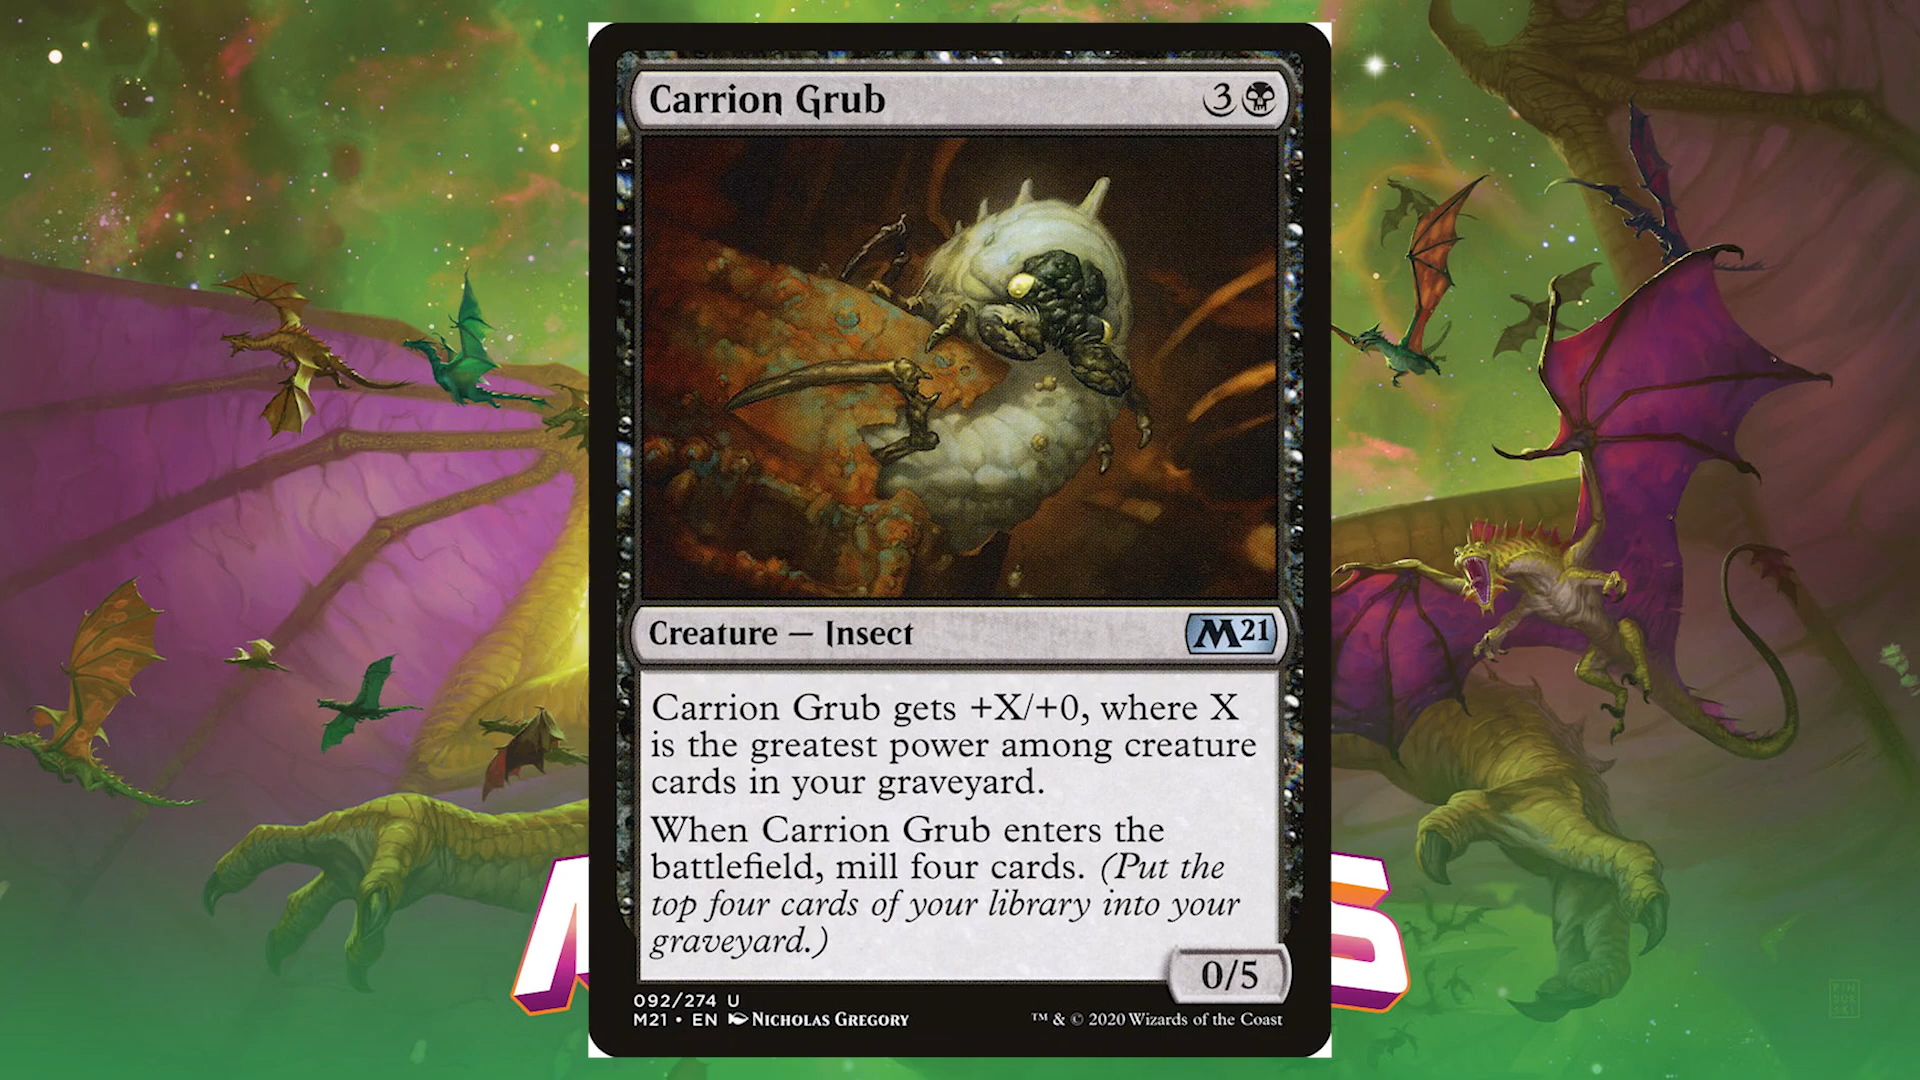 Carrion Grub
3
Creature — Insect
M21
Carrion Grub gets +X/+0, where X
is the greatest power among creature
cards in your graveyard.
When Carrion Grub enters the
battlefield, mill four cards. (Put the
top four cards of your library into your
graveyard.)
0/5
092/274 U
M21 • EN NICHOLAS GREGORY
™ & © 2020 Wizards of the Coast